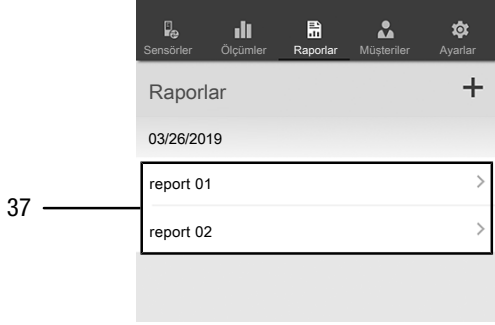 Sensörler Ölçümler Raporlar Müşteriler Ayarlar
Raporlar +
03/26/2019
report 01
37
report 02